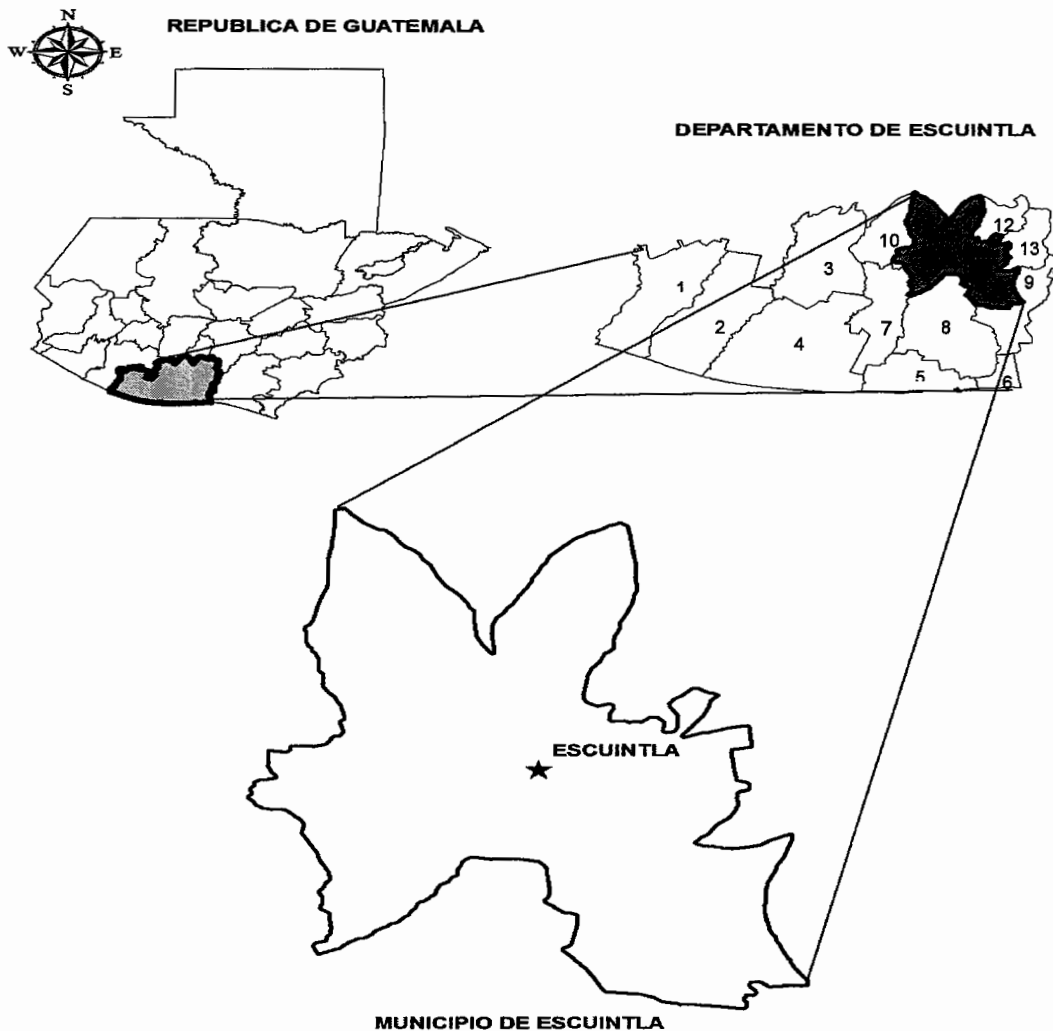 N
REPUBLICA DE GUATEMALA
W E
S
DEPARTAMENTO DE ESCUINTLA
12
10
13
3
9
1
2
7
8
4
5
6
ESCUINTLA
MUNICIPIO DE ESCUINTLA